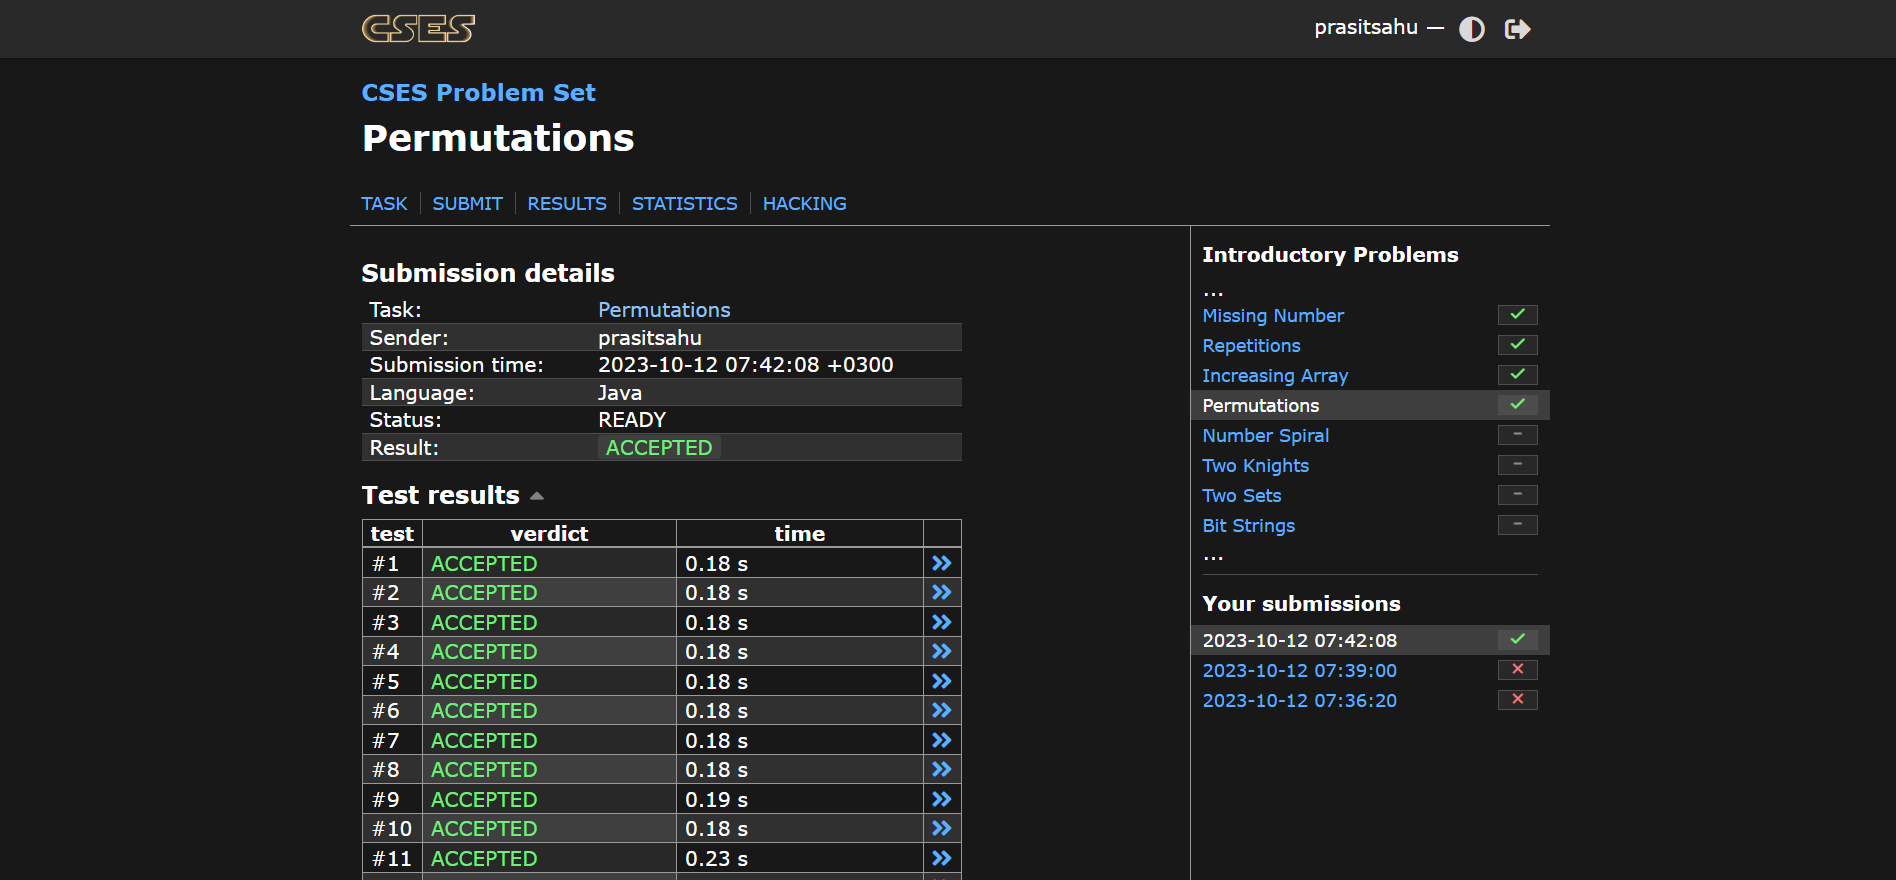 CSES
prasitsahu —
CSES Problem Set
Permutations
TASK SUBMIT RESULTS STATISTICS HACKING
Submission details
Task: Permutations
Sender: prasitsahu
Submission time: 2023-10-12 07:42:08 +0300
Language: Java
Status: READY
Result: ACCEPTED
Test results
test verdict time
#1 ACCEPTED 0.18 s
#2 ACCEPTED 0.18 s
#3 ACCEPTED 0.18 s
#4 ACCEPTED 0.18 s
#5 ACCEPTED 0.18 s
#6 ACCEPTED 0.18 s
#7 ACCEPTED 0.18 s
#8 ACCEPTED 0.18 s
#9 ACCEPTED 0.19 s
#10 ACCEPTED 0.18 s
#11 ACCEPTED 0.23 s
Introductory Problems
...
Missing Number
Repetitions
Increasing Array
Permutations
Number Spiral
Two Knights
Two Sets
Bit Strings
...
Your submissions
2023-10-12 07:42:08
2023-10-12 07:39:00
2023-10-12 07:36:20